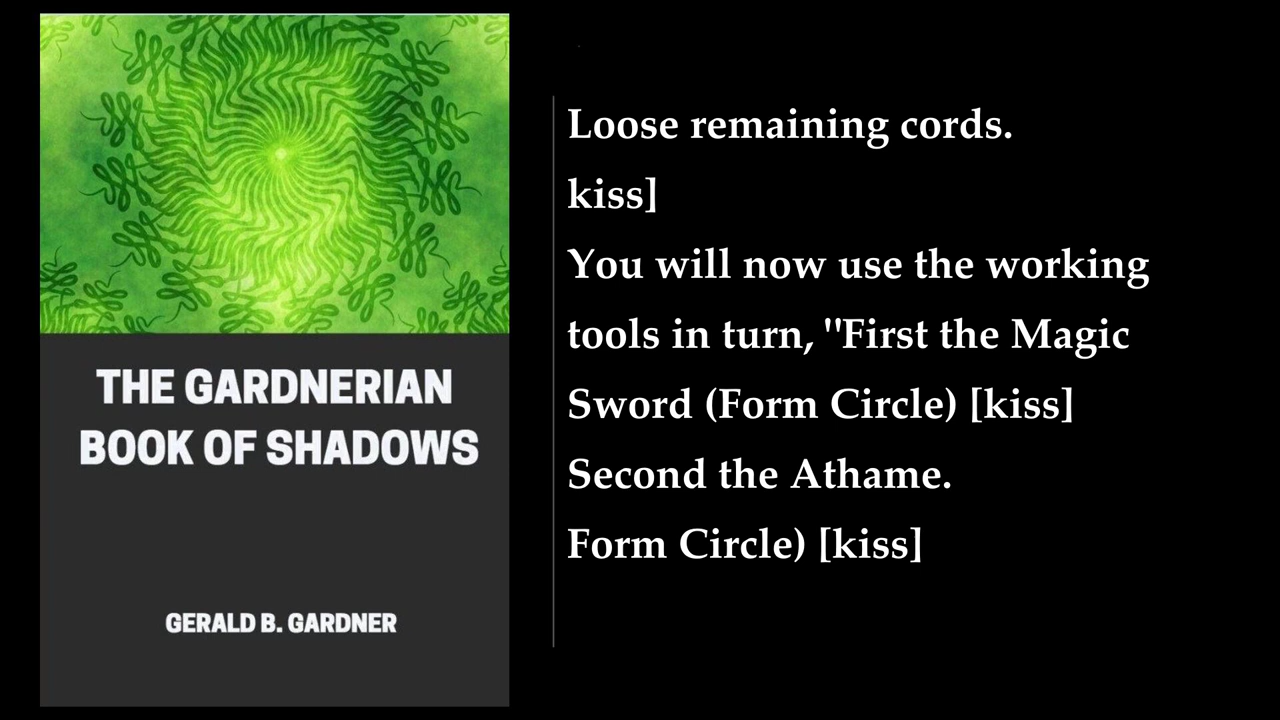 THE GARDNERIAN
BOOK OF SHADOWS
GERALD B. GARDNER
Loose remaining cords.
kiss]
You will now use the working
tools in turn, "First the Magic
Sword (Form Circle) [kiss]
Second the Athame.
Form Circle) [kiss]